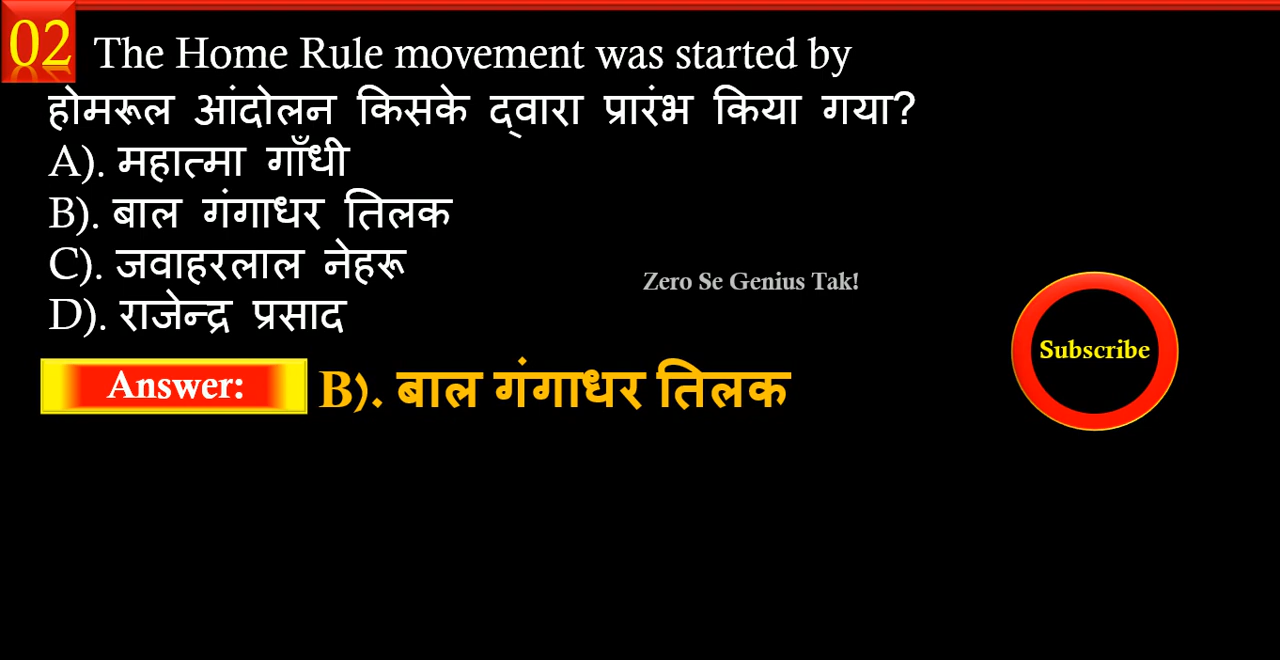 02 The Home Rule movement was started by
होमरूल आंदोलन किसके द्वारा प्रारंभ किया गया?
A). महात्मा गाँधी
B). बाल गंगाधर तिलक
C). जवाहरलाल नेहरू
D). राजेन्द्र प्रसाद
Zero Se Genius Tak!
Subscribe
Answer: B). बाल गंगाधर तिलक